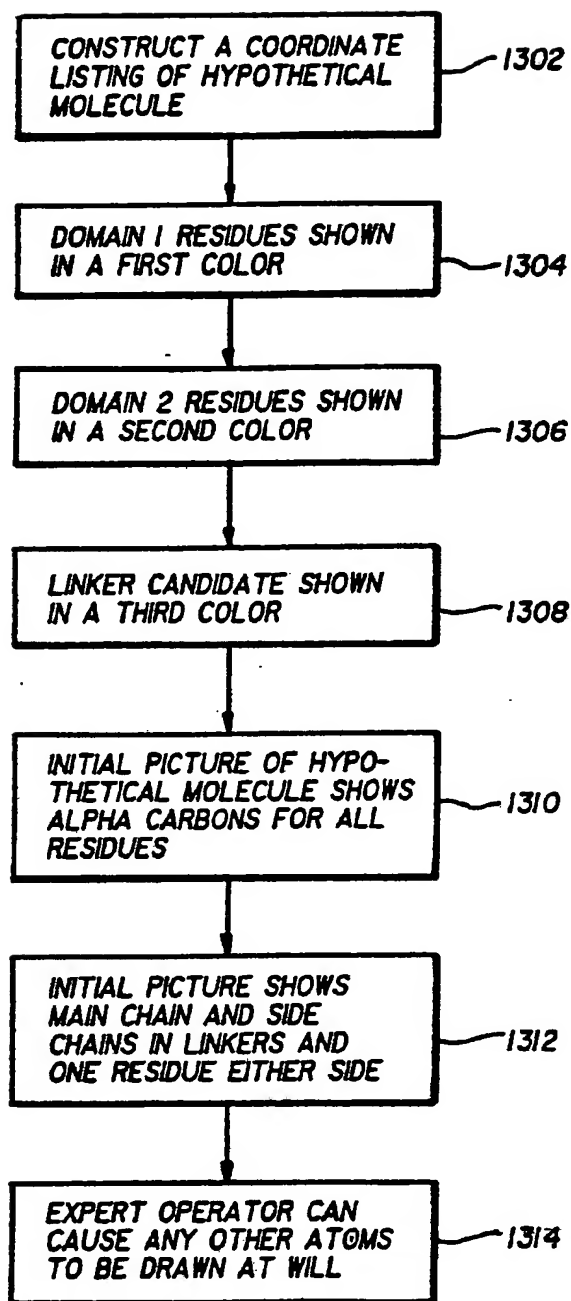 CONSTRUCT A COORDINATE
LISTING OF HYPOTHETICAL
MOLECULE
1302
DOMAIN 1 RESIDUES SHOWN
IN A FIRST COLOR
1304
DOMAIN 2 RESIDUES SHOWN
IN A SECOND COLOR
1306
LINKER CANDIDATE SHOWN
IN A THIRD COLOR
1308
INITIAL PICTURE OF HYPO-
THETICAL MOLECULE SHOWS
ALPHA CARBONS FOR ALL
RESIDUES
1310
INITIAL PICTURE SHOWS
MAIN CHAIN AND SIDE
CHAINS IN LINKERS AND
ONE RESIDUE EITHER SIDE
1312
EXPERT OPERATOR CAN
CAUSE ANY OTHER ATOMS
TO BE DRAWN AT WILL
1314